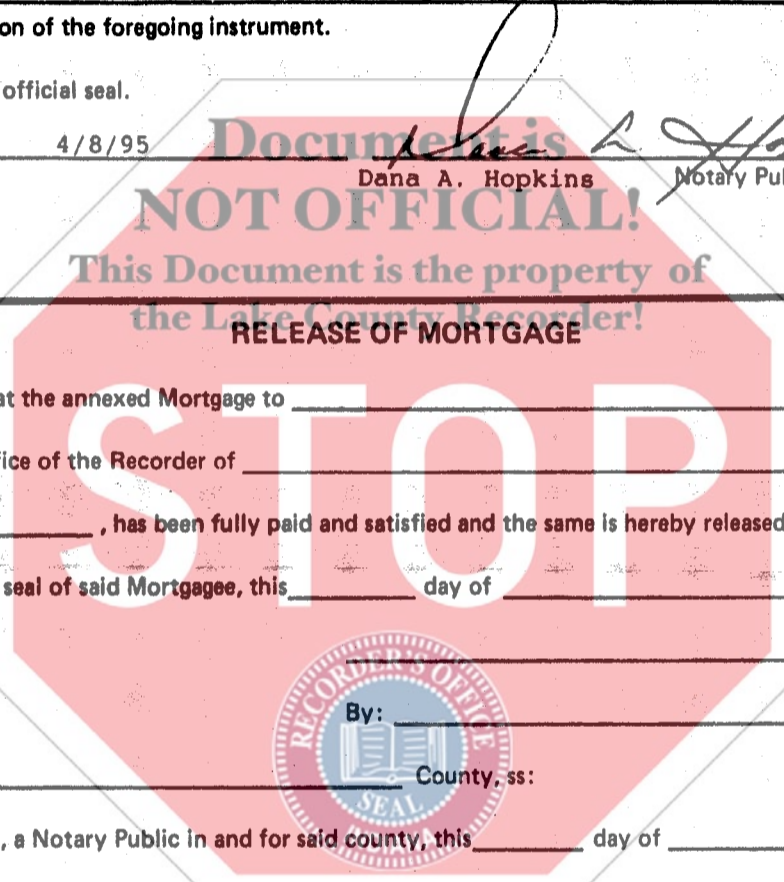 on of the foregoing instrument.
official seal.
4/8/95
Document is
Dana A. Hopkins Notary Pu
NOT OFFICIAL!
This Document is the property of
the Lake County Recorder!
RELEASE OF MORTGAGE
at the annexed Mortgage to
ice of the Recorder of
STOP
, has been fully paid and satisfied and the same is hereby released
seal of said Mortgagee, this day of
RECORDER'S OFFICE
By:
County, ss:
SEAL
INDIANA
, a Notary Public in and for said county, this day of